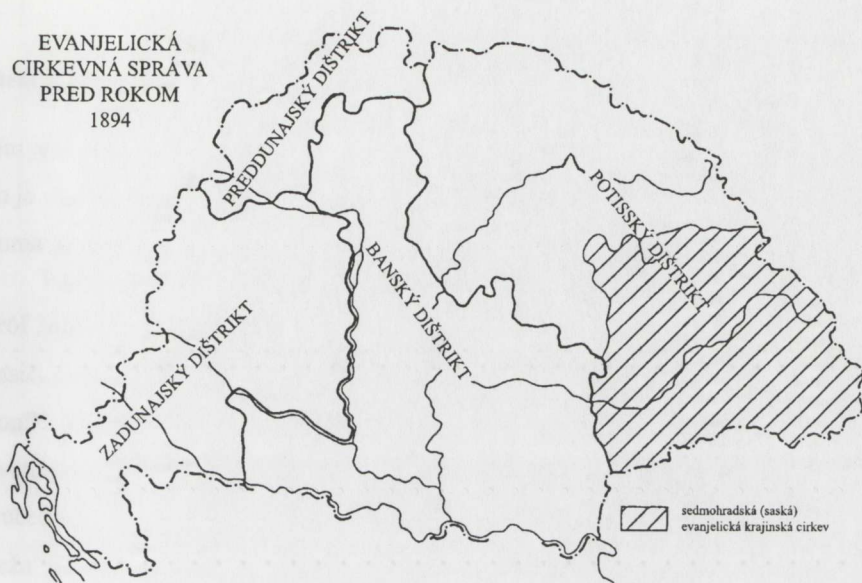 EVANJELICKÁ
CIRKEVNÁ SPRÁVA
PRED ROKOM
1894
PREDDUNAJSKÝ DIŠTRIKT
POTISSKÝ DIŠTRIKT
BANSKÝ DIŠTRIKT
ZADUNAJSKÝ DIŠTRIKT
sedmohradská (saská)
evanjelická krajinská cirkev